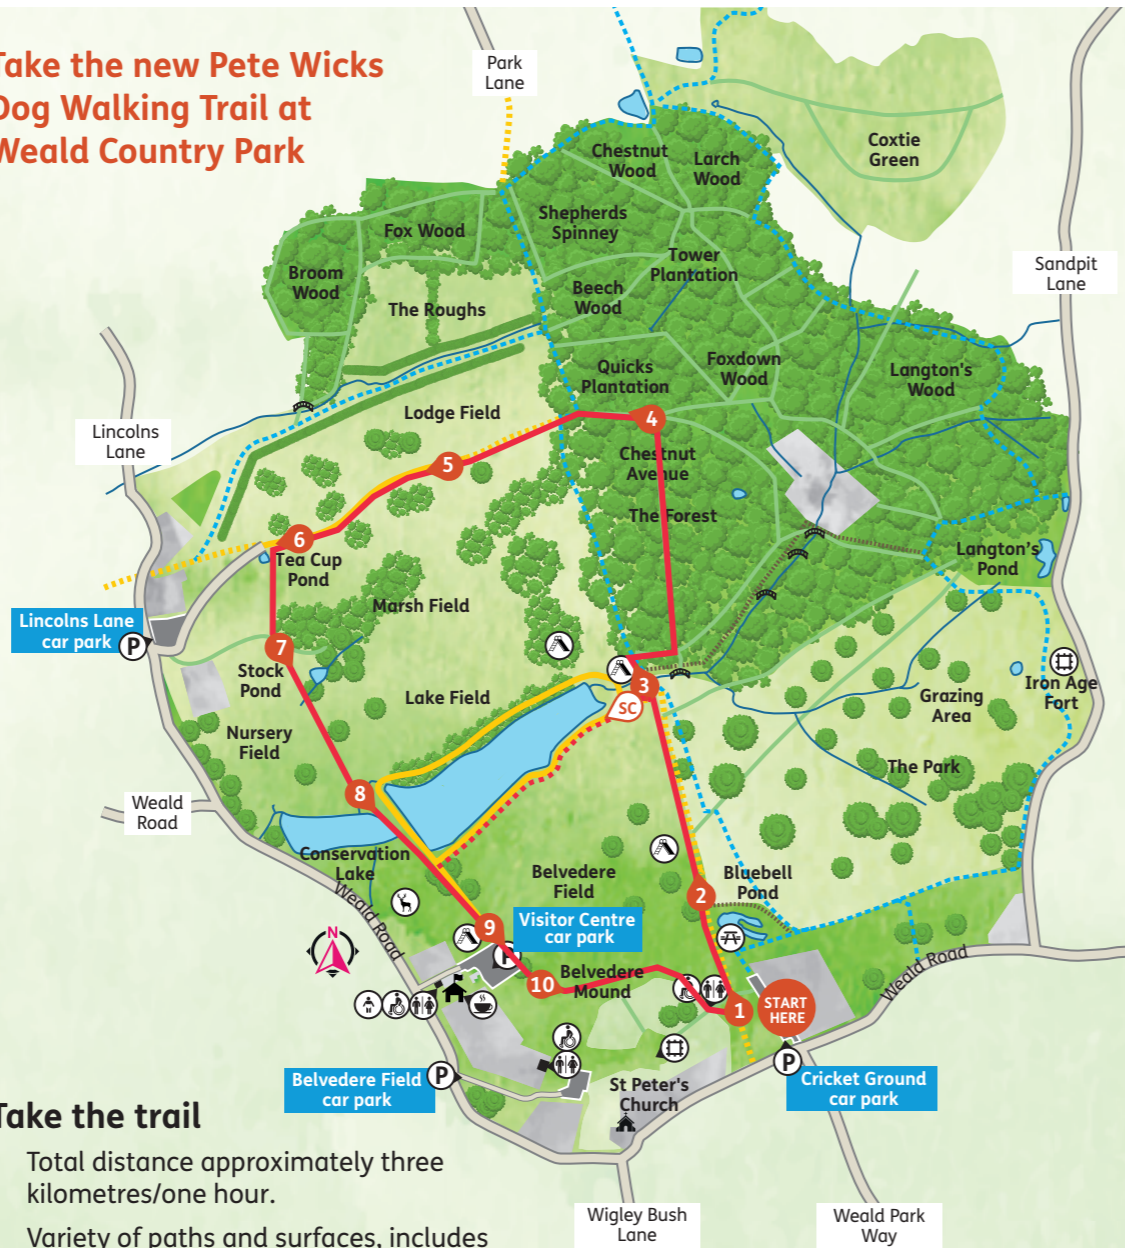 Take the new Pete Wicks
Dog Walking Trail at
Weald Country Park
Park
Lane
Coxtie
Green
Chestnut
Wood
Larch
Wood
Shepherds
Spinney
Fox Wood
Tower
Plantation
Broom
Wood
Sandpit
Lane
Beech
Wood
The Roughs
Quicks
Plantation
Foxdown
Wood
Langton's
Wood
Lodge Field
4
Lincolns
Lane
Chestnut
Avenue
5
The Forest
6
Tea Cup
Pond
Langton's
Pond
Marsh Field
Lincolns Lane
car park
P
7
Stock
Pond
3
SC
Iron Age
Fort
Lake Field
Grazing
Area
Nursery
Field
The Park
8
Weald
Road
Conservation
Lake
Belvedere
Field
Bluebell
Pond
2
Weald Road
9
Visitor Centre
car park
P
N
Weald Road
10
Belvedere
Mound
1
START
HERE
P
Belvedere Field
car park
P
Cricket Ground
car park
St Peter's
Church
Take the trail
Total distance approximately three
kilometres/one hour.
Variety of paths and surfaces, includes
Wigley Bush
Lane
Weald Park
Way